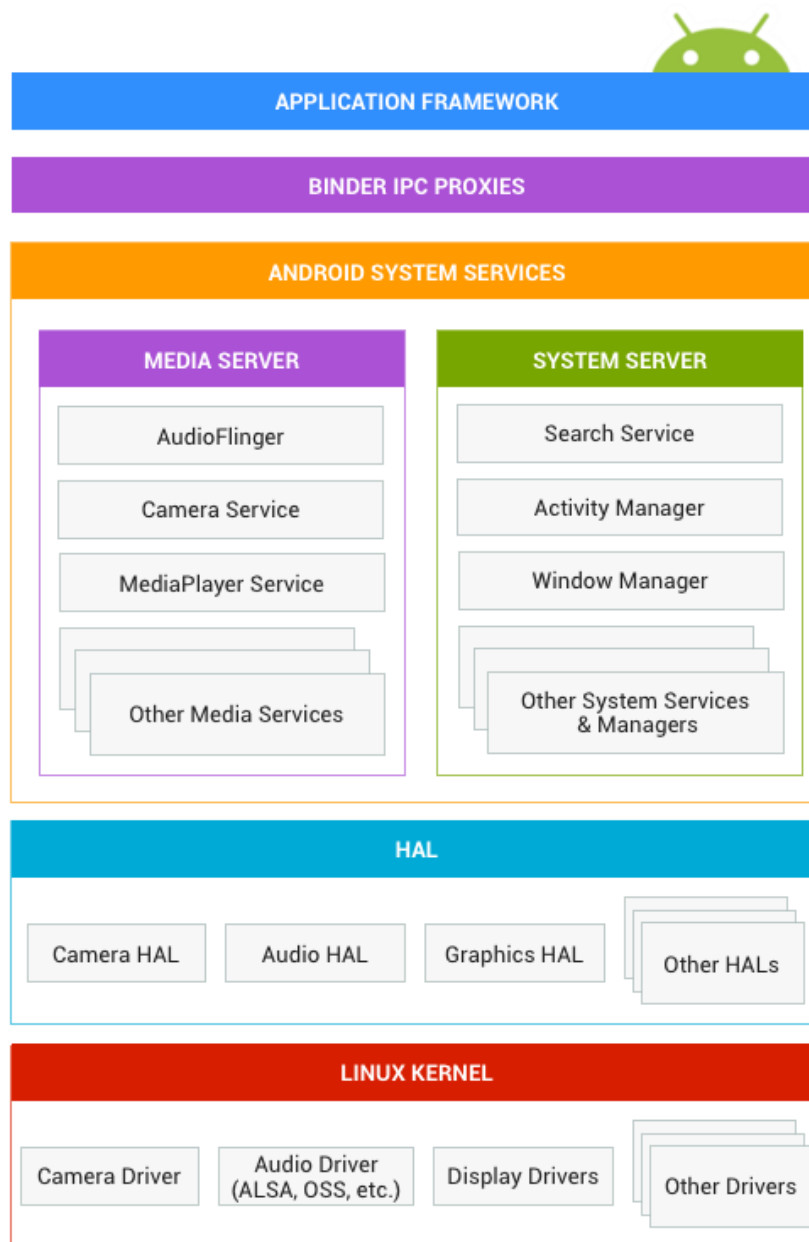 APPLICATION FRAMEWORK
BINDER IPC PROXIES
ANDROID SYSTEM SERVICES
MEDIA SERVER
AudioFlinger
Camera Service
MediaPlayer Service
Other Media Services
SYSTEM SERVER
Search Service
Activity Manager
Window Manager
Other System Services
& Managers
HAL
Camera HAL
Audio HAL
Graphics HAL
Other HALs
LINUX KERNEL
Camera Driver
Audio Driver
(ALSA, OSS, etc.)
Display Drivers
Other Drivers